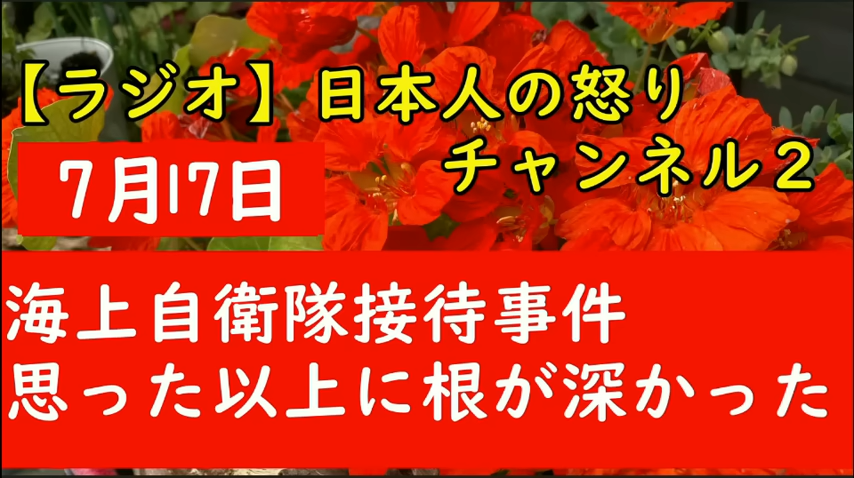 【ラジオ】日本人の怒り
チャンネル２
7月17日
海上自衛隊接待事件
思った以上に根が深かった